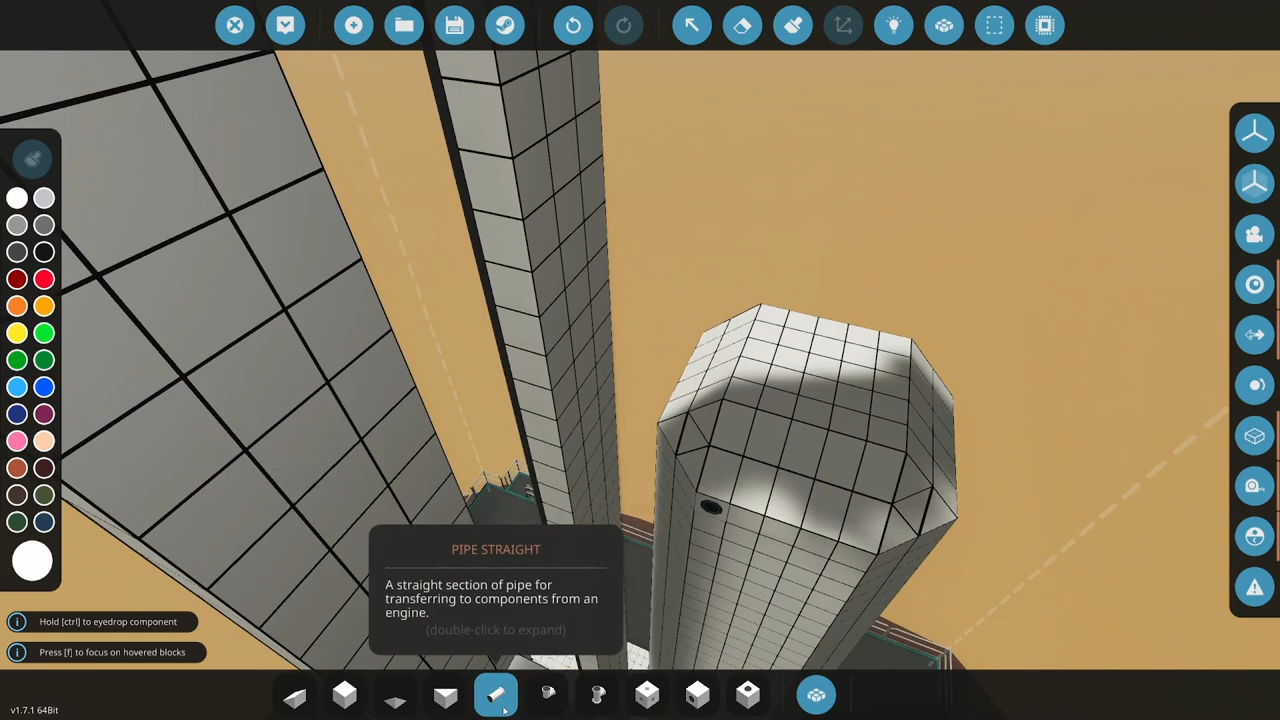 PIPE STRAIGHT
A straight section of pipe for
transferring to components from an
engine.
(double-click to expand)
Hold [ctrl] to eyedrop component
Press [f] to focus on hovered blocks
v1.7.1 64Bit